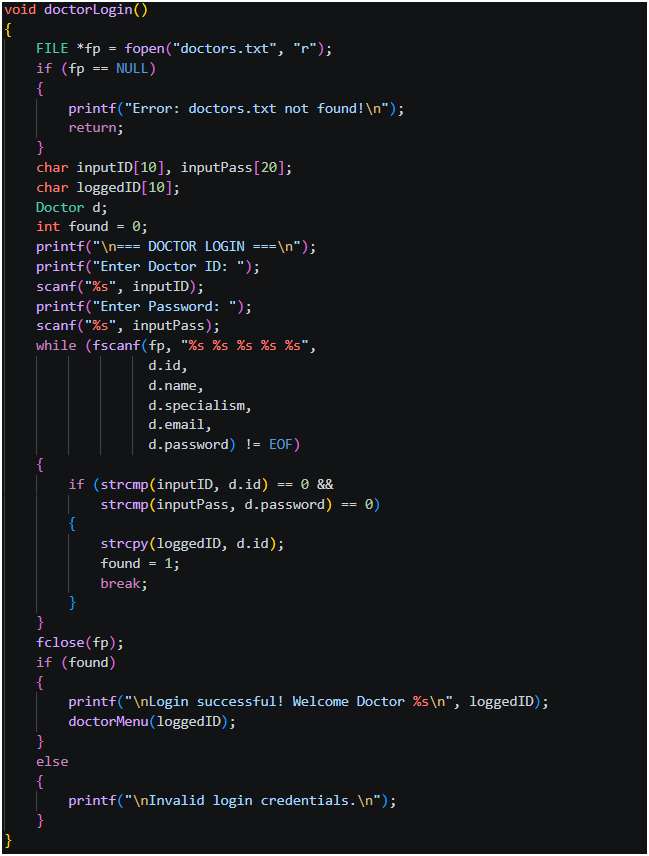 void doctorLogin()
{
    FILE *fp = fopen("doctors.txt", "r");
    if (fp == NULL)
    {
        printf("Error: doctors.txt not found!\n");
        return;
    }
    char inputID[10], inputPass[20];
    char loggedID[10];
    Doctor d;
    int found = 0;
    printf("\n=== DOCTOR LOGIN ===\n");
    printf("Enter Doctor ID: ");
    scanf("%s", inputID);
    printf("Enter Password: ");
    scanf("%s", inputPass);
    while (fscanf(fp, "%s %s %s %s %s",
                  d.id,
                  d.name,
                  d.specialism,
                  d.email,
                  d.password) != EOF)
    {
        if (strcmp(inputID, d.id) == 0 &&
            strcmp(inputPass, d.password) == 0)
        {
            strcpy(loggedID, d.id);
            found = 1;
            break;
        }
    }
    fclose(fp);
    if (found)
    {
        printf("\nLogin successful! Welcome Doctor %s\n", loggedID);
        doctorMenu(loggedID);
    }
    else
    {
        printf("\nInvalid login credentials.\n");
    }
}